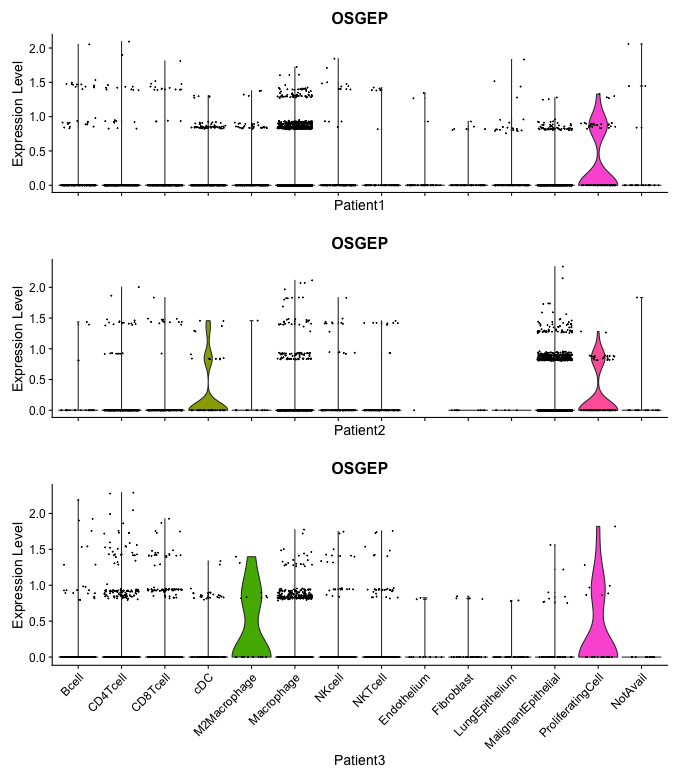 OSGEP
Expression Level
2.0
1.5
1.0
0.5
0.0
Patient1
OSGEP
Expression Level
2.0
1.5
1.0
0.5
0.0
Patient2
OSGEP
Expression Level
2.0
1.5
1.0
0.5
0.0
Bcell
CD4Tcell
CD8Tcell
cDC
M2Macrophage
Macrophage
NKcell
NKTcell
Endothelium
Fibroblast
LungEpithelium
MalignantEpithelial
ProliferatingCell
NotAvail
Patient3